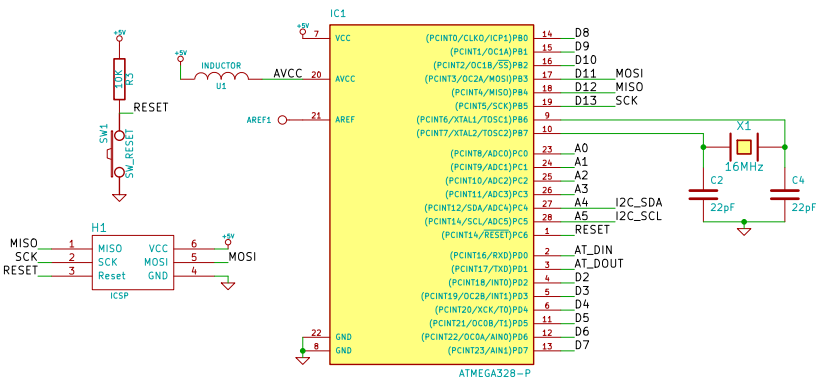 IC1
+5V
7 VCC
(PCINT0/CLKO/ICP1)PB0 14 D8
(PCINT1/OC1A)PB1 15 D9
(PCINT2/OC1B/SS)PB2 16 D10
(PCINT3/OC2A/MOSI)PB3 17 D11 MOSI
(PCINT4/MISO)PB4 18 D12 MISO
(PCINT5/SCK)PB5 19 D13 SCK
(PCINT6/XTAL1/TOSC1)PB6 9
(PCINT7/XTAL2/TOSC2)PB7 10
(PCINT8/ADC0)PC0 23 A0
(PCINT9/ADC1)PC1 24 A1
(PCINT10/ADC2)PC2 25 A2
(PCINT11/ADC3)PC3 26 A3
(PCINT12/SDA/ADC4)PC4 27 A4 I2C_SDA
(PCINT14/SCL/ADC5)PC5 28 A5 I2C_SCL
(PCINT14/RESET)PC6 1 RESET
(PCINT16/RXD)PD0 2 AT_DIN
(PCINT17/TXD)PD1 3 AT_DOUT
(PCINT18/INT0)PD2 4 D2
(PCINT19/OC2B/INT1)PD3 5 D3
(PCINT20/XCK/T0)PD4 6 D4
(PCINT21/OC0B/T1)PD5 11 D5
(PCINT22/OC0A/AIN0)PD6 12 D6
(PCINT23/AIN1)PD7 13 D7
+5V
INDUCTOR
U1
AVCC 20 AVCC
AREF1 21 AREF
22 GND
8 GND
ATMEGA328-P
+5V
10K
R3
RESET
SW1
SW_RESET
H1
MISO 1 MISO VCC 6 +5V
SCK 2 SCK MOSI 5 MOSI
RESET 3 Reset GND 4
ICSP
X1
16MHz
C2
22pF
C4
22pF